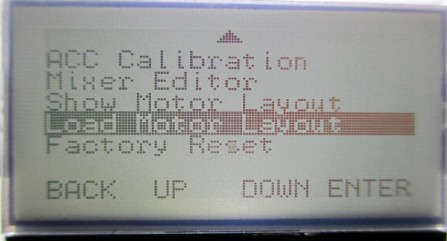 ACC Calibration
Mixer Editor
Show Motor Layout
Load Motor Layout
Factory Reset
BACK UP DOWN ENTER